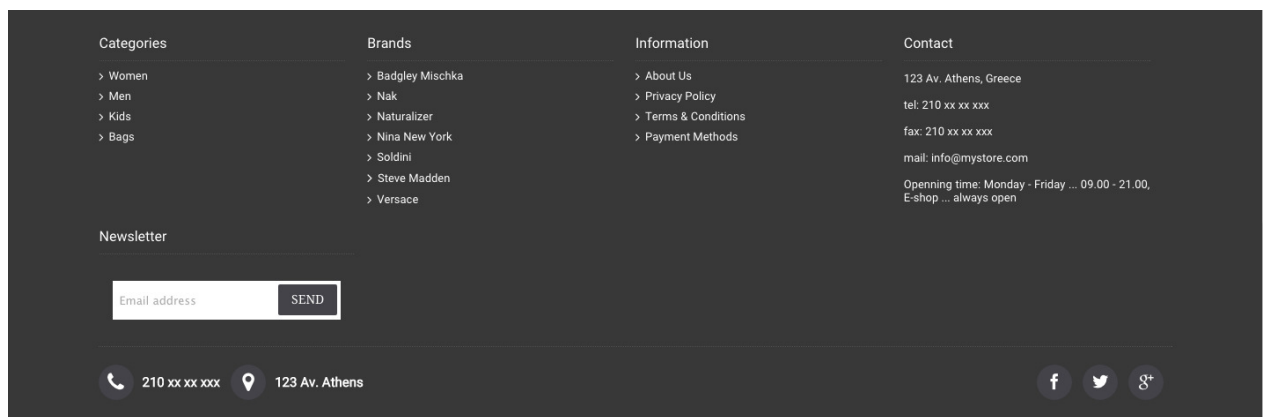 Categories
> Women
> Men
> Kids
> Bags
Brands
> Badgley Mischka
> Nak
> Naturalizer
> Nina New York
> Soldini
> Steve Madden
> Versace
Information
> About Us
> Privacy Policy
> Terms & Conditions
> Payment Methods
Contact
123 Av. Athens, Greece
tel: 210 xx xx xxx
fax: 210 xx xx xxx
mail: info@mystore.com
Openning time: Monday - Friday ... 09.00 - 21.00,
E-shop ... always open
Newsletter
Email address SEND
210 xx xx xxx 123 Av. Athens
f g+